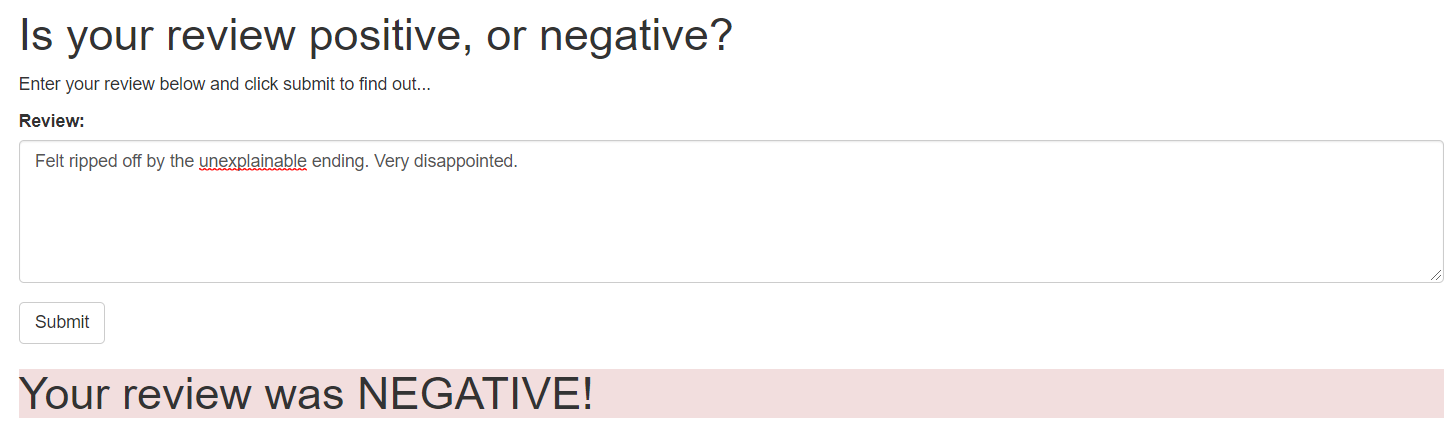 Is your review positive, or negative?
Enter your review below and click submit to find out...
Review:
Felt ripped off by the unexplainable ending. Very disappointed.
Submit
Your review was NEGATIVE!